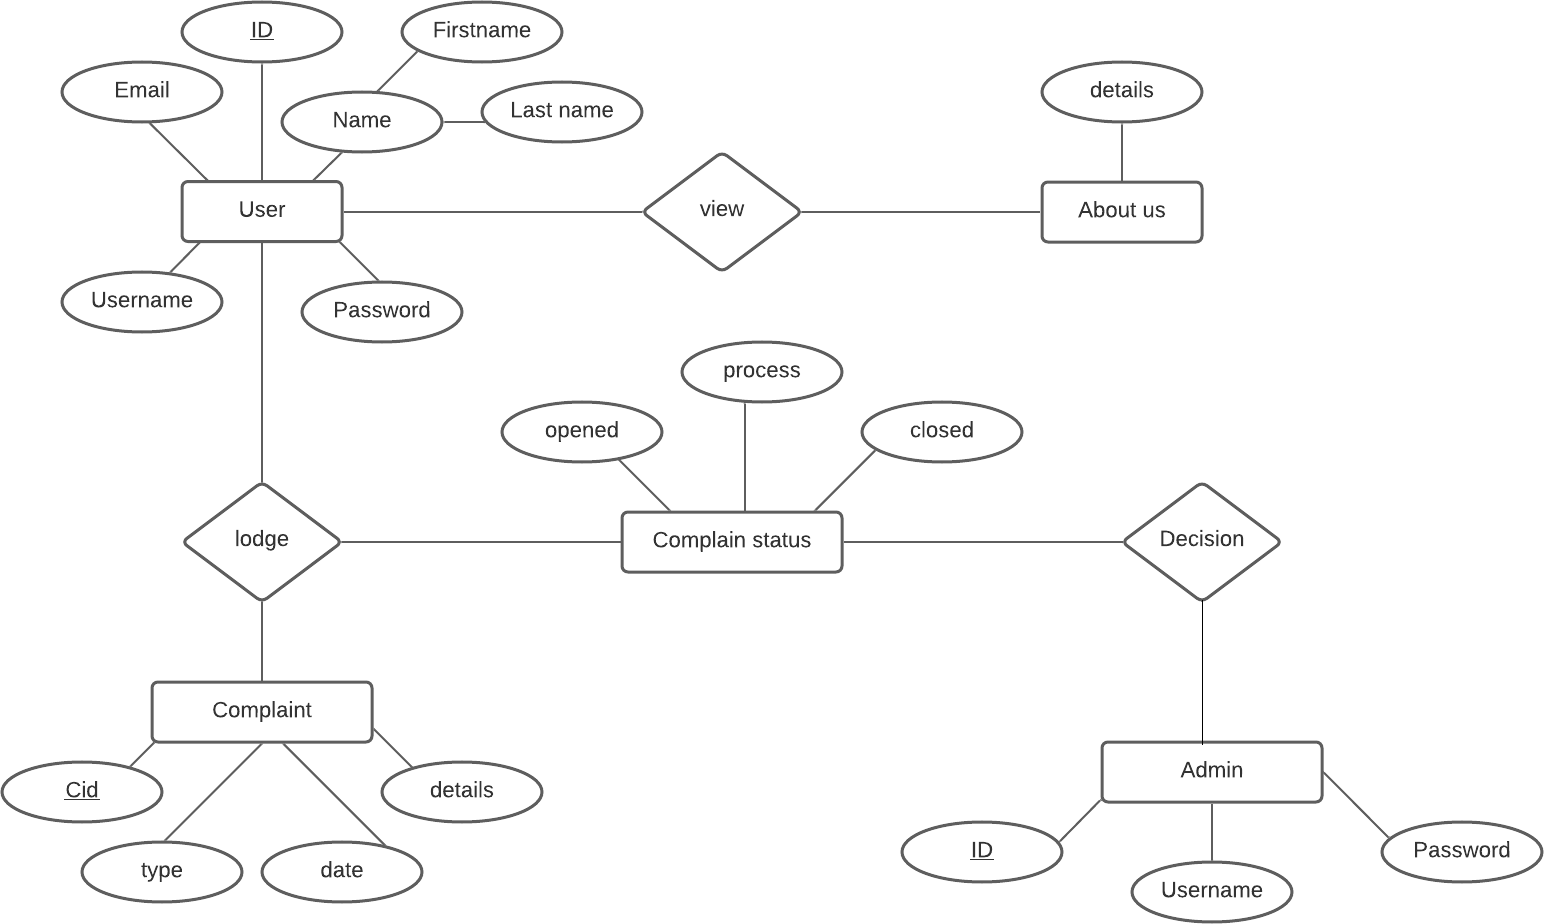 ID
Firstname
Email
Name
Last name
details
User
view
About us
Username
Password
process
opened
closed
lodge
Complain status
Decision
Complaint
Admin
Cid
details
type
date
ID
Username
Password